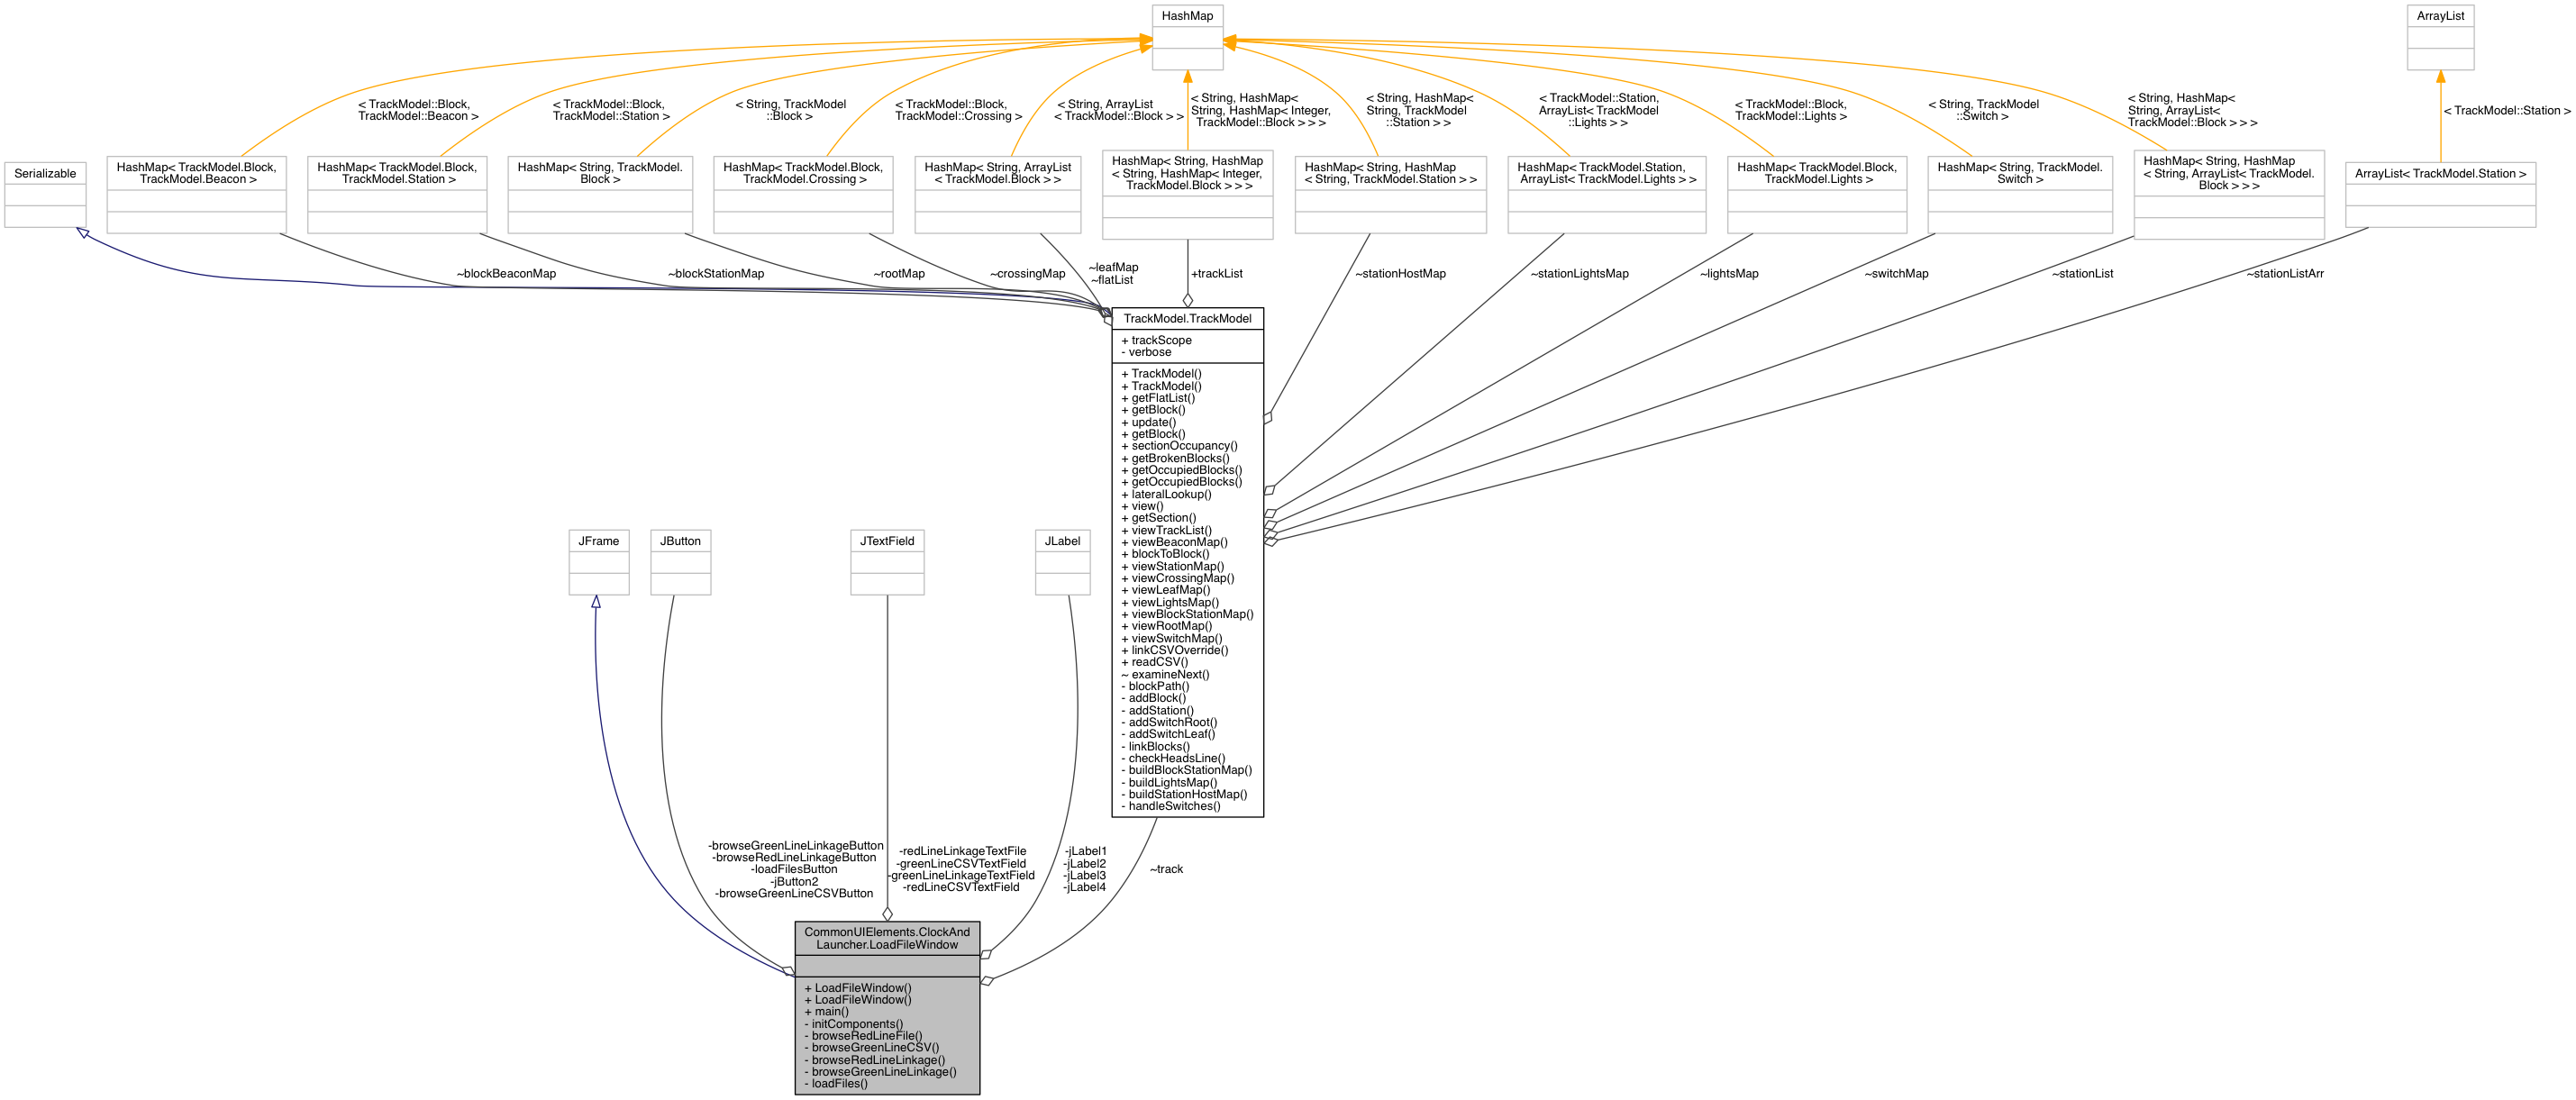 HashMap
ArrayList
< TrackModel::Block,
TrackModel::Beacon >
< TrackModel::Block,
TrackModel::Station >
< String, TrackModel
::Block >
< TrackModel::Block,
TrackModel::Crossing >
< String, ArrayList
< TrackModel::Block > >
< String, HashMap<
String, HashMap< Integer,
TrackModel::Block > > >
< String, HashMap<
String, TrackModel
::Station > >
< TrackModel::Station,
ArrayList< TrackModel
::Lights > >
< TrackModel::Block,
TrackModel::Lights >
< String, TrackModel
::Switch >
< String, HashMap<
String, ArrayList<
TrackModel::Block > > >
< TrackModel::Station >
Serializable
HashMap< TrackModel.Block,
TrackModel.Beacon >
HashMap< TrackModel.Block,
TrackModel.Station >
HashMap< String, TrackModel.
Block >
HashMap< TrackModel.Block,
TrackModel.Crossing >
HashMap< String, ArrayList
< TrackModel.Block > >
HashMap< String, HashMap
< String, HashMap< Integer,
TrackModel.Block > > >
HashMap< String, HashMap
< String, TrackModel.Station > >
HashMap< TrackModel.Station,
ArrayList< TrackModel.Lights > >
HashMap< TrackModel.Block,
TrackModel.Lights >
HashMap< String, TrackModel.
Switch >
HashMap< String, HashMap
< String, ArrayList< TrackModel.
Block > > >
ArrayList< TrackModel.Station >
~blockBeaconMap
~blockStationMap
~rootMap
~crossingMap
~leafMap
~flatList
+trackList
~stationHostMap
~stationLightsMap
~lightsMap
~switchMap
~stationList
~stationListArr
TrackModel.TrackModel
+ trackScope
- verbose
+ TrackModel()
+ TrackModel()
+ getFlatList()
+ getBlock()
+ update()
+ getBlock()
+ sectionOccupancy()
+ getBrokenBlocks()
+ getOccupiedBlocks()
+ getOccupiedBlocks()
+ lateralLookup()
+ view()
+ getSection()
+ viewTrackList()
+ viewBeaconMap()
+ blockToBlock()
+ viewStationMap()
+ viewCrossingMap()
+ viewLeafMap()
+ viewLightsMap()
+ viewBlockStationMap()
+ viewRootMap()
+ viewSwitchMap()
+ linkCSVOverride()
+ readCSV()
~ examineNext()
- blockPath()
- addBlock()
- addStation()
- addSwitchRoot()
- addSwitchLeaf()
- linkBlocks()
- checkHeadsLine()
- buildBlockStationMap()
- buildLightsMap()
- buildStationHostMap()
- handleSwitches()
JFrame
JButton
JTextField
JLabel
-browseGreenLineLinkageButton
-browseRedLineLinkageButton
-loadFilesButton
-jButton2
-browseGreenLineCSVButton
-redLineLinkageTextFile
-greenLineCSVTextField
-greenLineLinkageTextField
-redLineCSVTextField
-jLabel1
-jLabel2
-jLabel3
-jLabel4
~track
CommonUIElements.ClockAnd
Launcher.LoadFileWindow
+ LoadFileWindow()
+ LoadFileWindow()
+ main()
- initComponents()
- browseRedLineFile()
- browseGreenLineCSV()
- browseRedLineLinkage()
- browseGreenLineLinkage()
- loadFiles()